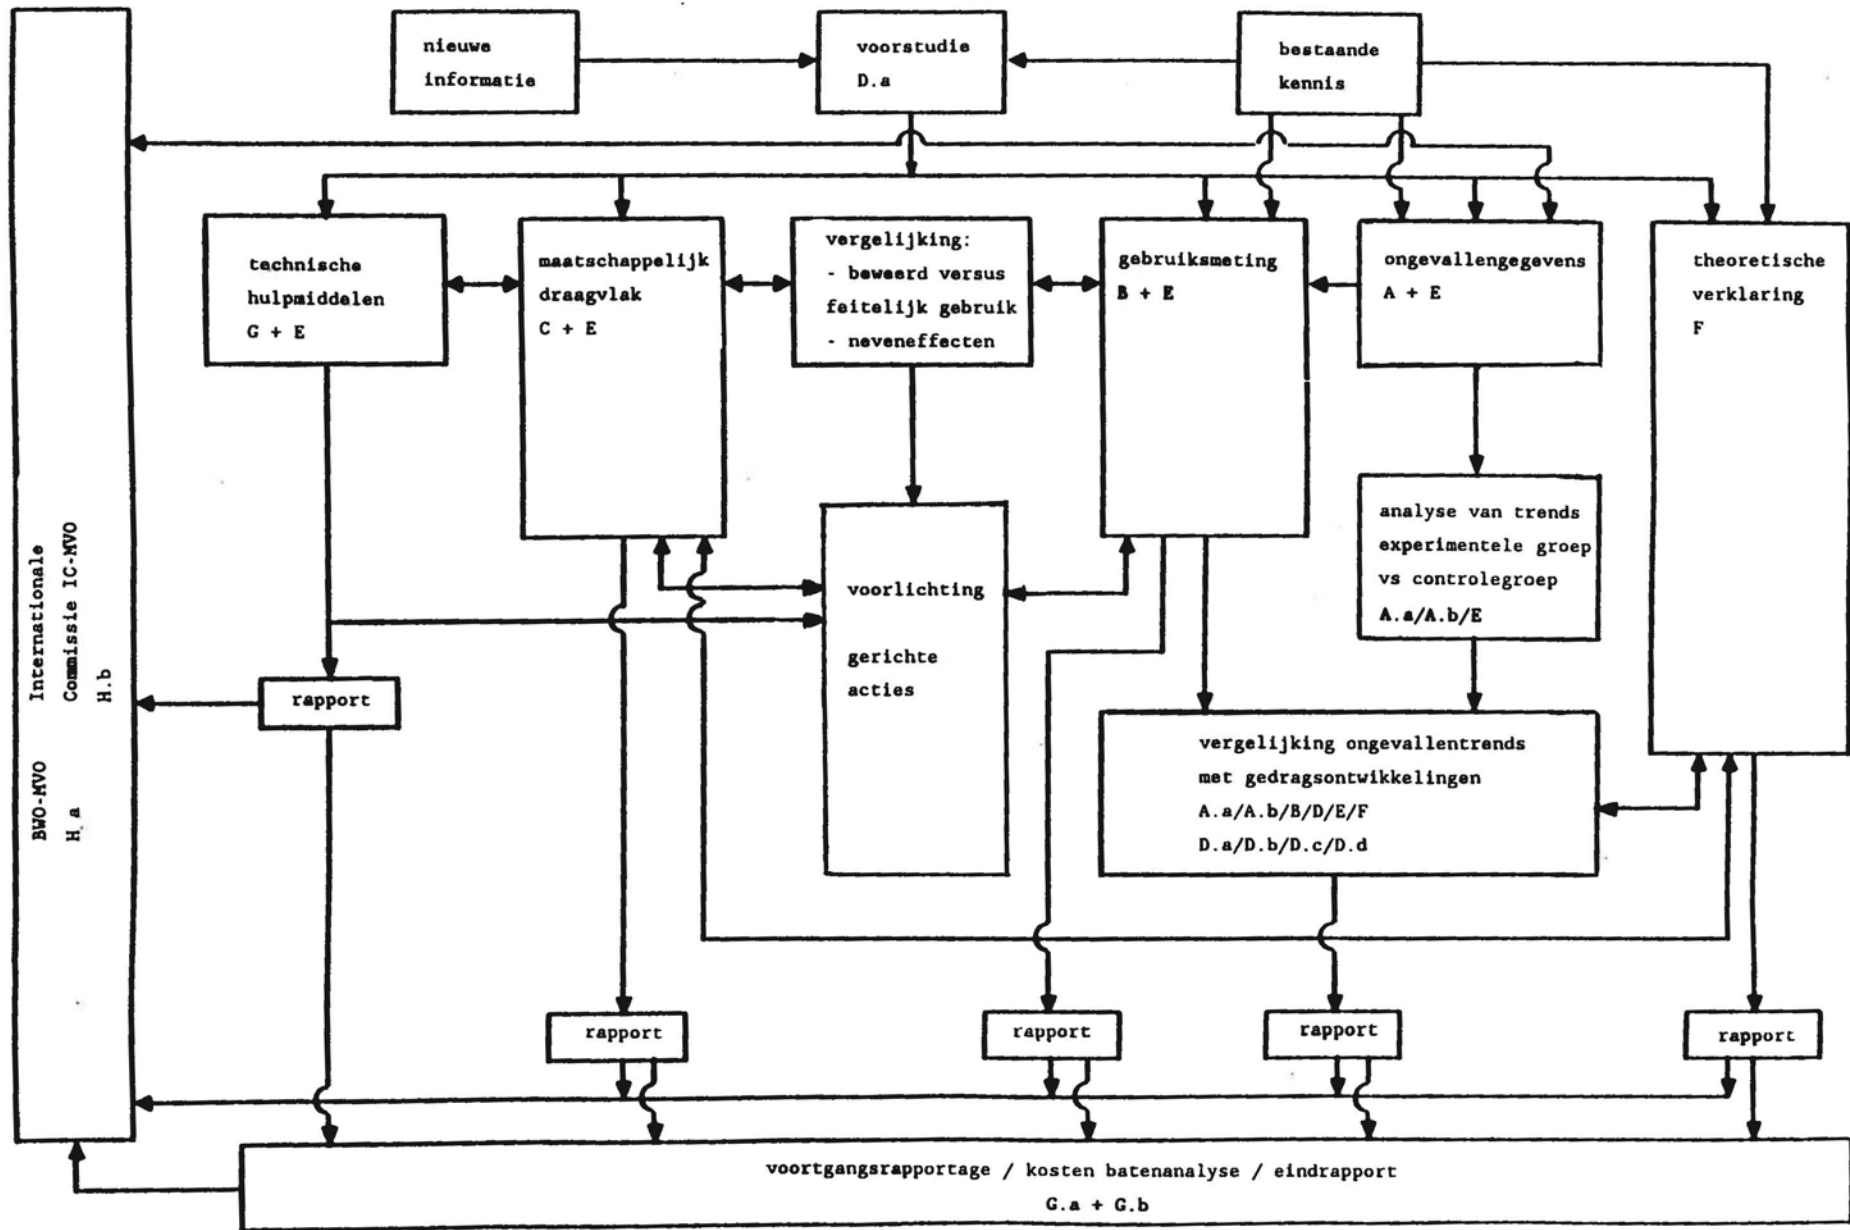 nieuwe
informatie
voorstudie
D.a
bestaande
kennis
technische
hulpmiddelen
G + E
maatschappelijk
draagvlak
C + E
vergelijking:
- beweerd versus
feitelijk gebruik
- neveneffecten
gebruiksmeting
B + E
ongevallengegevens
A + E
theoretische
verklaring
F
analyse van trends
experimentele groep
vs controlegroep
A.a/A.b/E
voorlichting
gerichte
acties
BWO-MVO Internationale
H.a Commissie IC-MVO
H.b
rapport
vergelijking ongevallentrends
met gedragsontwikkelingen
A.a/A.b/B/D/E/F
D.a/D.b/D.c/D.d
rapport
rapport
rapport
rapport
voortgangsrapportage / kosten batenanalyse / eindrapport
G.a + G.b